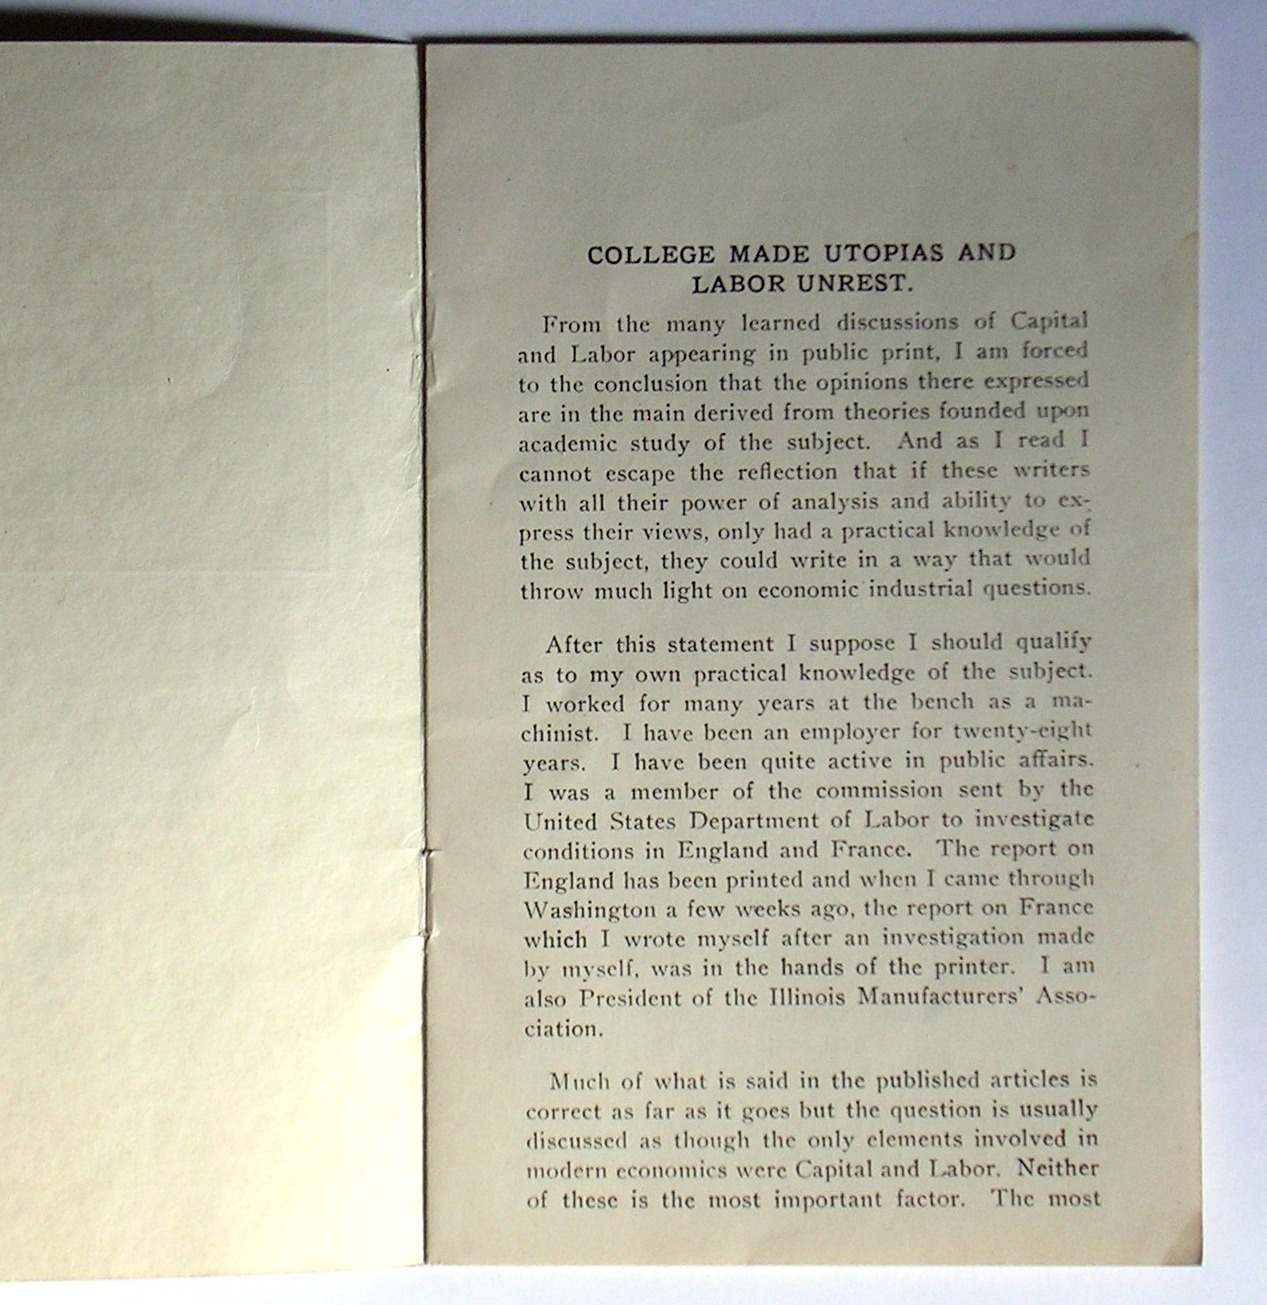 COLLEGE MADE UTOPIAS AND
LABOR UNREST.
From the many learned discussions of Capital
and Labor appearing in public print, I am forced
to the conclusion that the opinions there expressed
are in the main derived from theories founded upon
academic study of the subject. And as I read I
cannot escape the reflection that if these writers
with all their power of analysis and ability to ex-
press their views, only had a practical knowledge of
the subject, they could write in a way that would
throw much light on economic industrial questions.
After this statement I suppose I should qualify
as to my own practical knowledge of the subject.
I worked for many years at the bench as a ma-
chinist. I have been an employer for twenty-eight
years. I have been quite active in public affairs.
I was a member of the commission sent by the
United States Department of Labor to investigate
conditions in England and France. The report on
England has been printed and when I came through
Washington a few weeks ago, the report on France
which I wrote myself after an investigation made
by myself, was in the hands of the printer. I am
also President of the Illinois Manufacturers' Asso-
ciation.
Much of what is said in the published articles is
correct as far as it goes but the question is usually
discussed as though the only elements involved in
modern economics were Capital and Labor. Neither
of these is the most important factor. The most